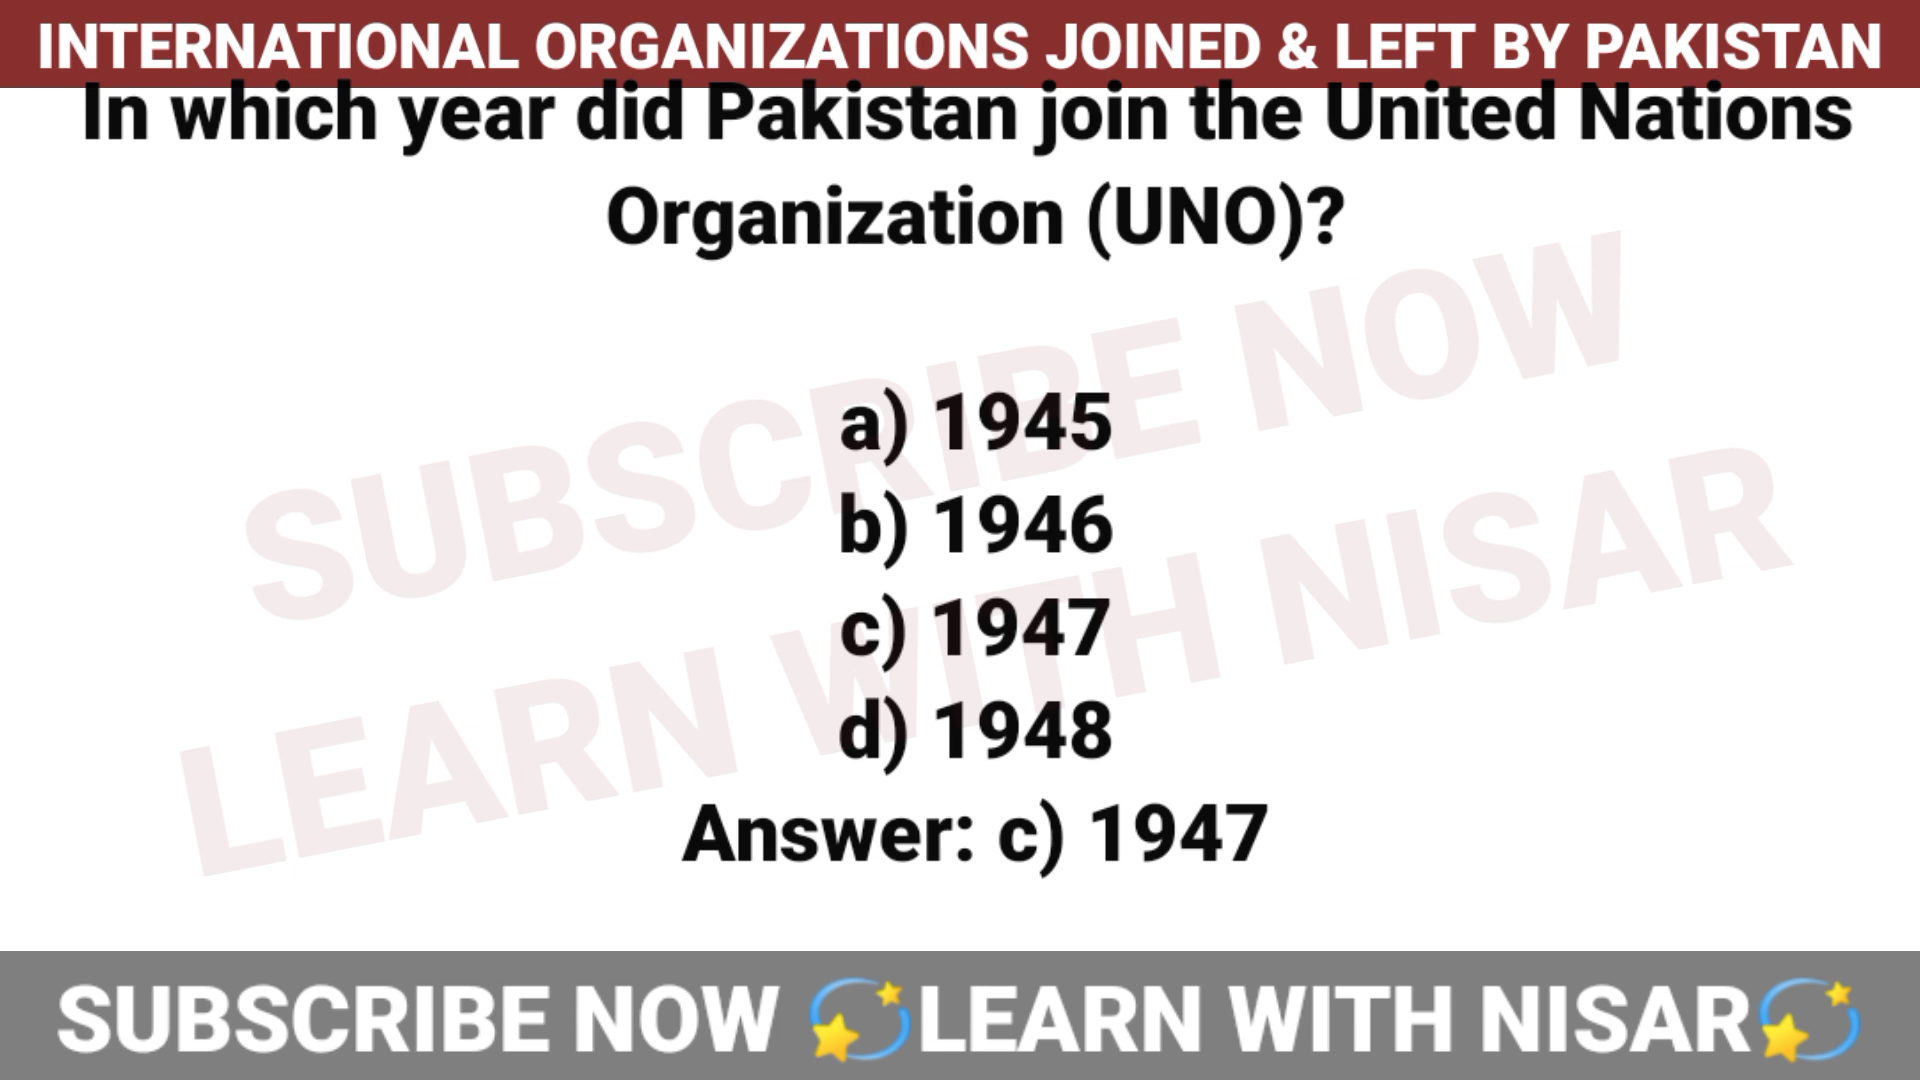 INTERNATIONAL ORGANIZATIONS JOINED & LEFT BY PAKISTAN
In which year did Pakistan join the United Nations
Organization (UNO)?
SUBSCRIBE NOW
LEARN WITH NISAR
a) 1945
b) 1946
c) 1947
d) 1948
Answer: c) 1947
SUBSCRIBE NOW 💫LEARN WITH NISAR💫